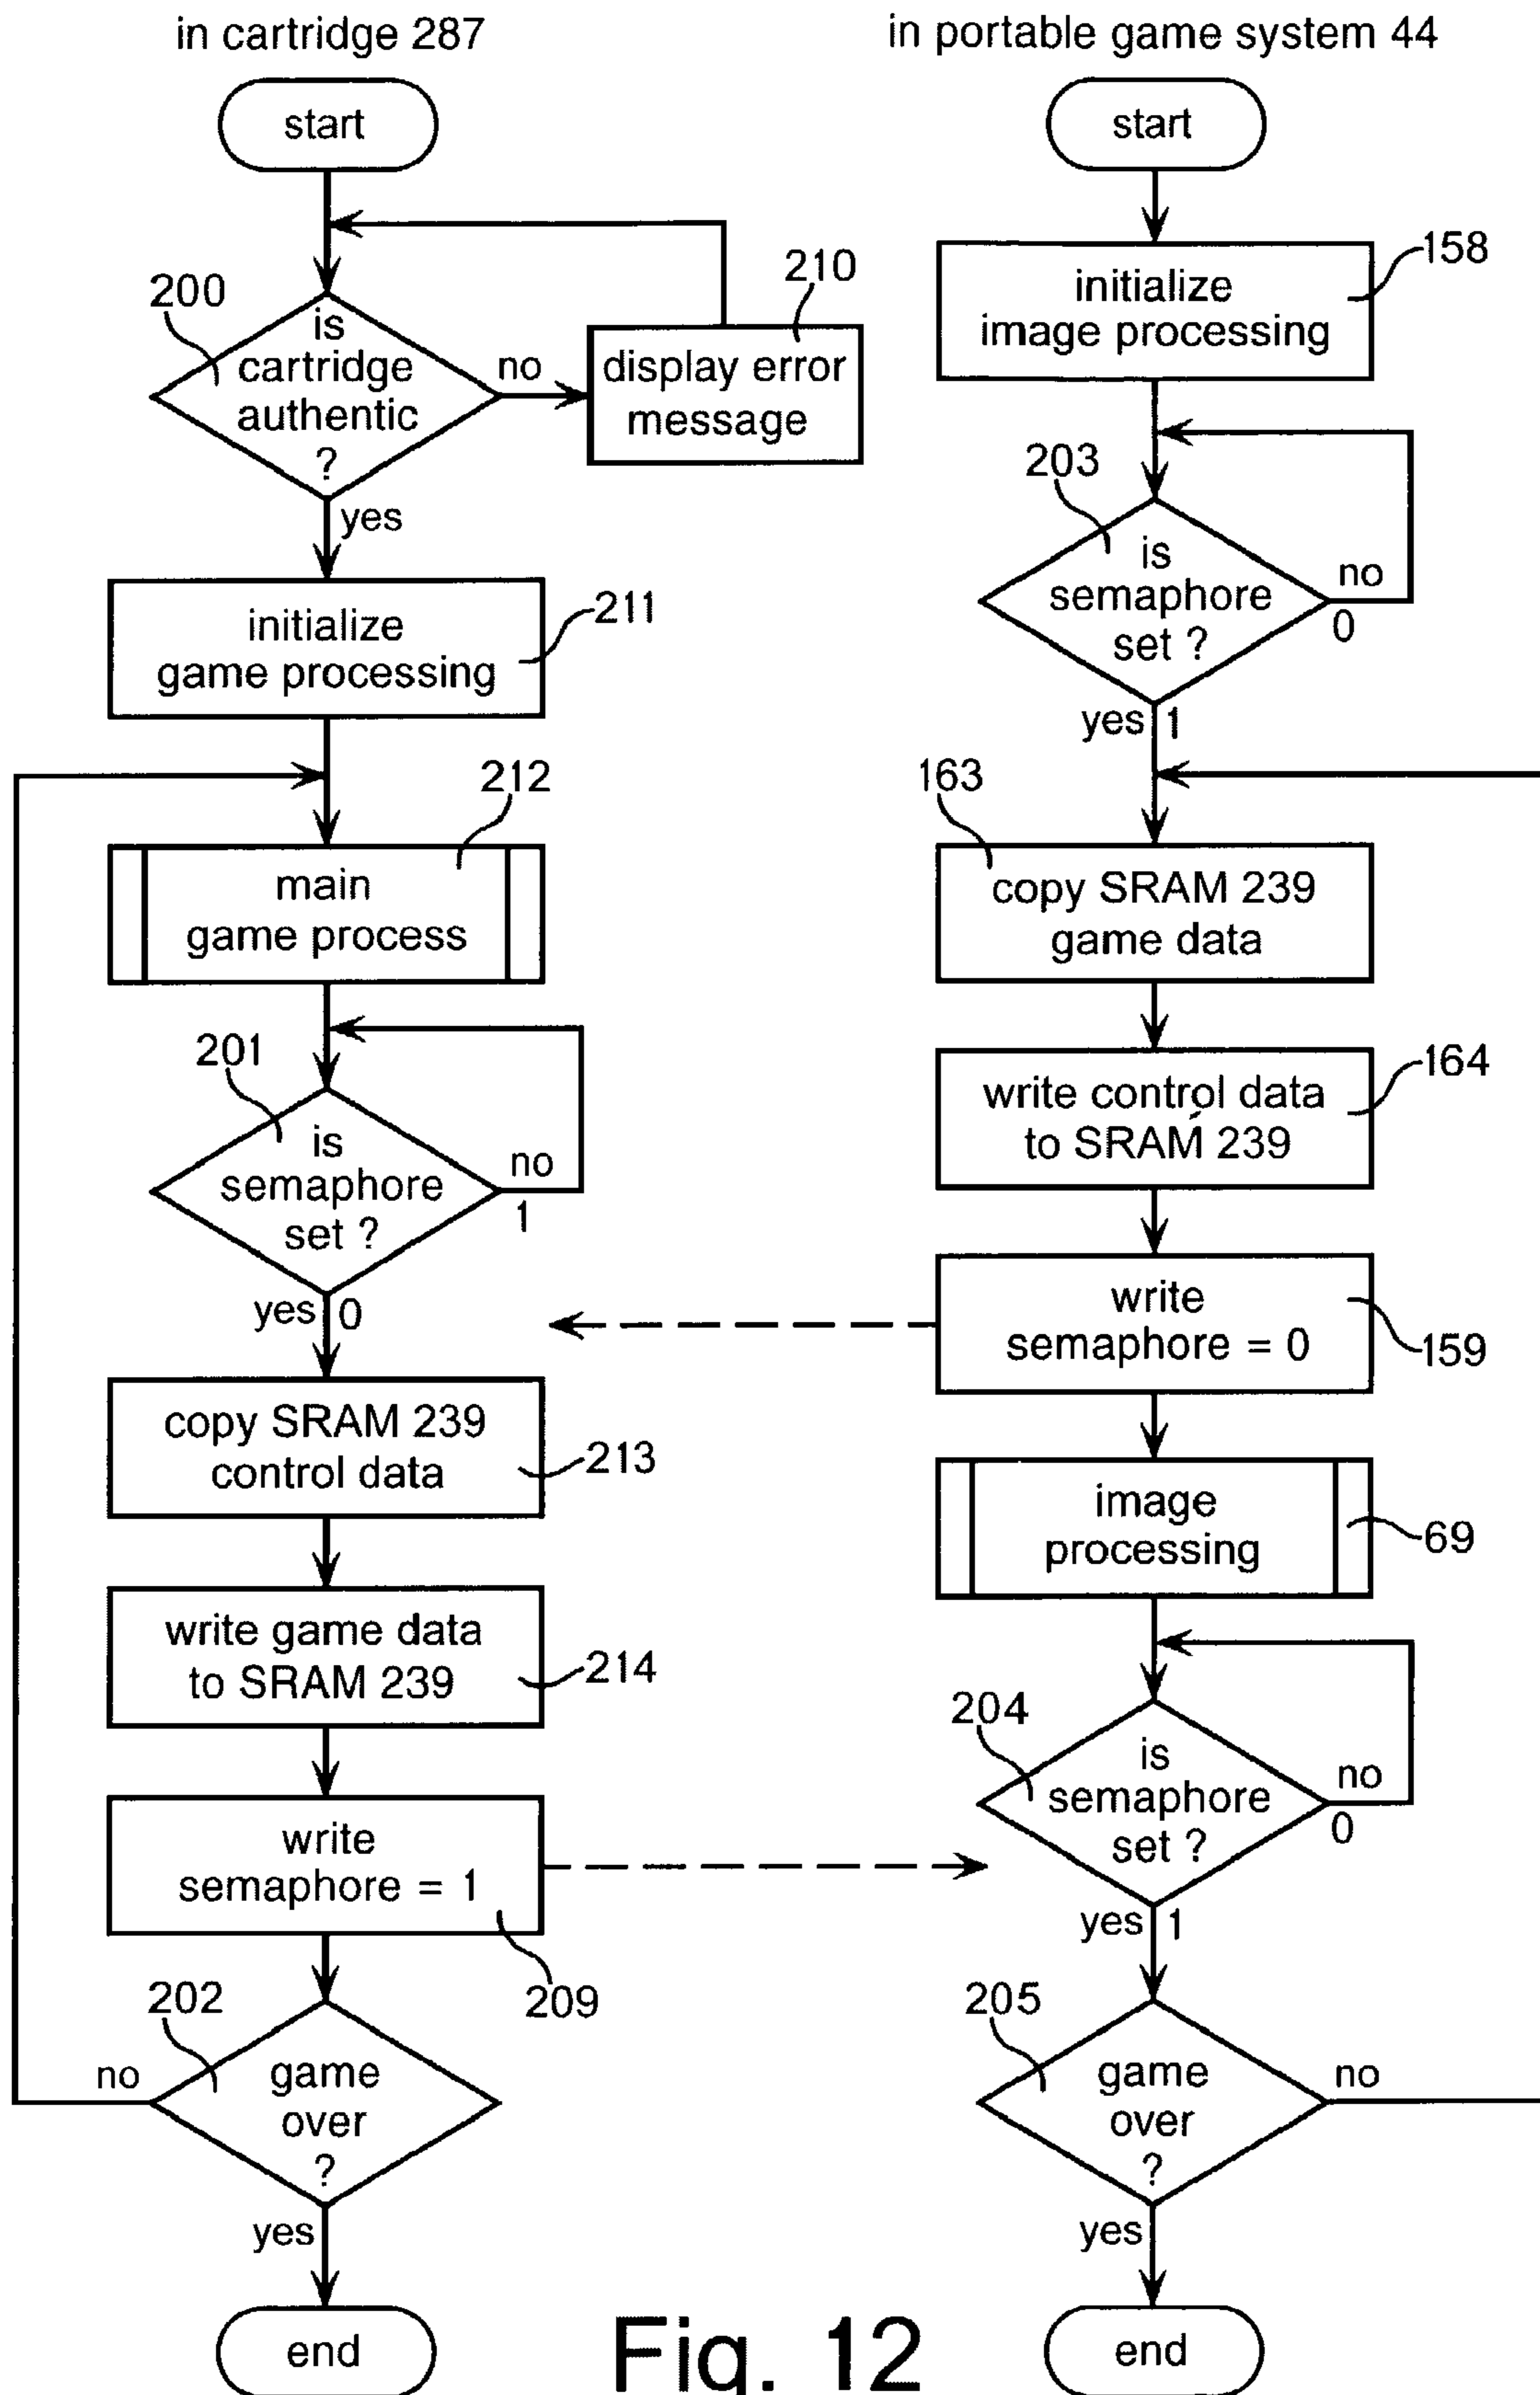 in cartridge 287
start
200
is
cartridge
authentic
?
no
210
display error
message
yes
initialize
game processing
211
212
main
game process
201
is
semaphore
set ?
no
1
yes 0
copy SRAM 239
control data
213
write game data
to SRAM 239
214
write
semaphore = 1
209
202
game
over
?
no
yes
end
in portable game system 44
start
initialize
image processing
158
203
is
semaphore
set ?
no
0
yes 1
163
copy SRAM 239
game data
write control data
to SRAM 239
164
write
semaphore = 0
159
image
processing
69
204
is
semaphore
set ?
no
0
yes 1
205
game
over
?
no
yes
end
Fig. 12